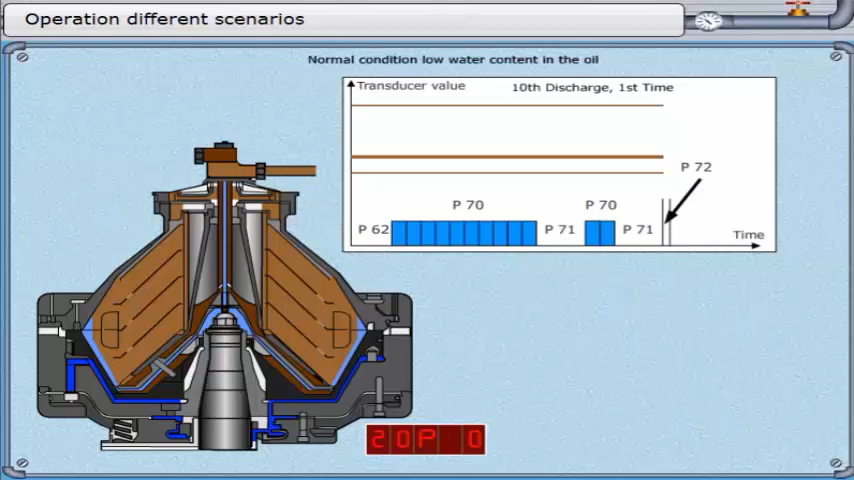 Operation different scenarios
Normal condition low water content in the oil
Transducer value
10th Discharge, 1st Time
P 72
P 70
P 70
P 62
P 71
P 71
Time
20P 0